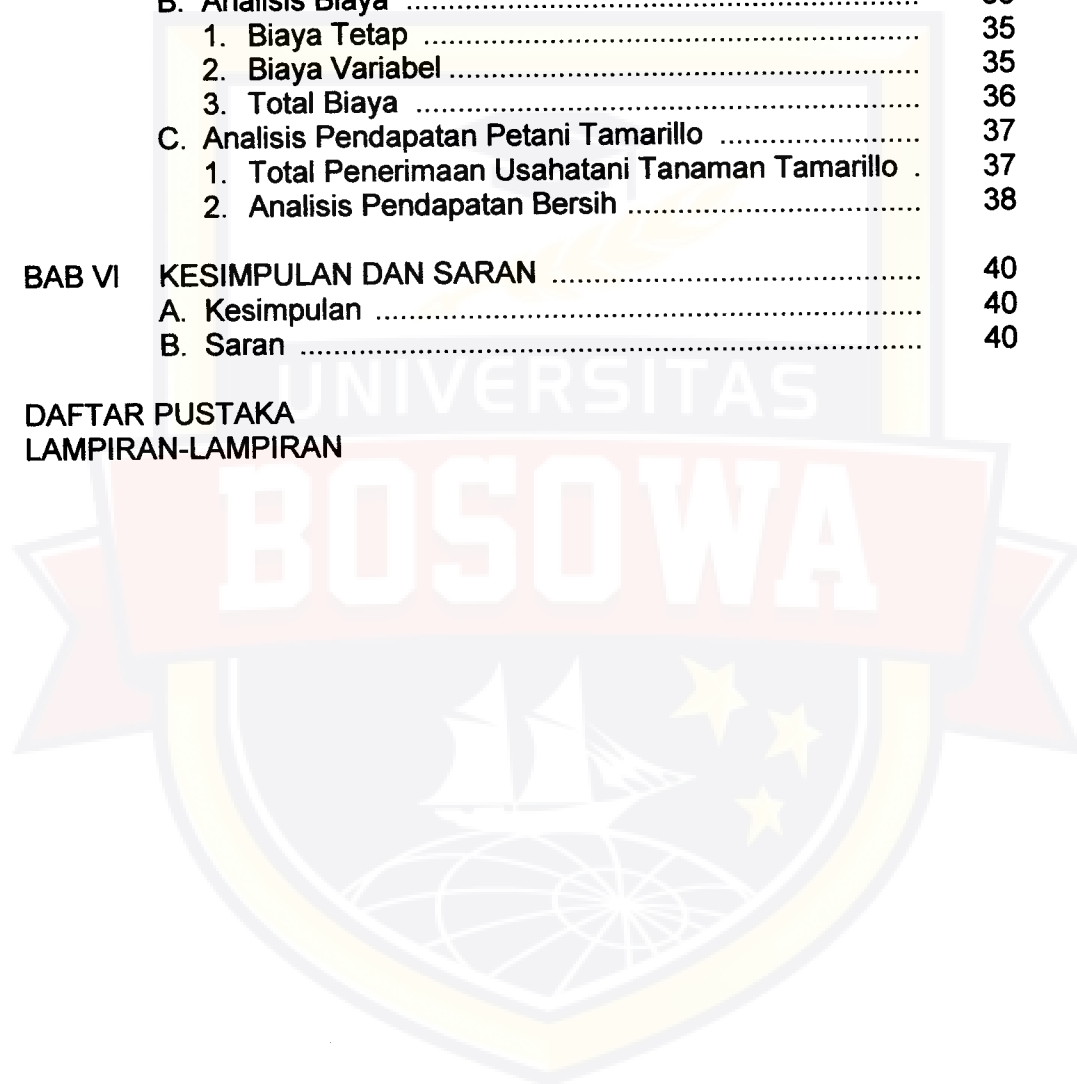 B. Analisis Biaya ................................................................
1. Biaya Tetap .............................................................. 35
2. Biaya Variabel ........................................................... 35
3. Total Biaya ............................................................... 36
C. Analisis Pendapatan Petani Tamarillo ......................... 37
1. Total Penerimaan Usahatani Tanaman Tamarillo . 37
2. Analisis Pendapatan Bersih .................................... 38
BAB VI KESIMPULAN DAN SARAN .............................................. 40
A. Kesimpulan .................................................................... 40
B. Saran ............................................................................. 40
DAFTAR PUSTAKA
LAMPIRAN-LAMPIRAN
UNIVERSITAS
BOSOWA